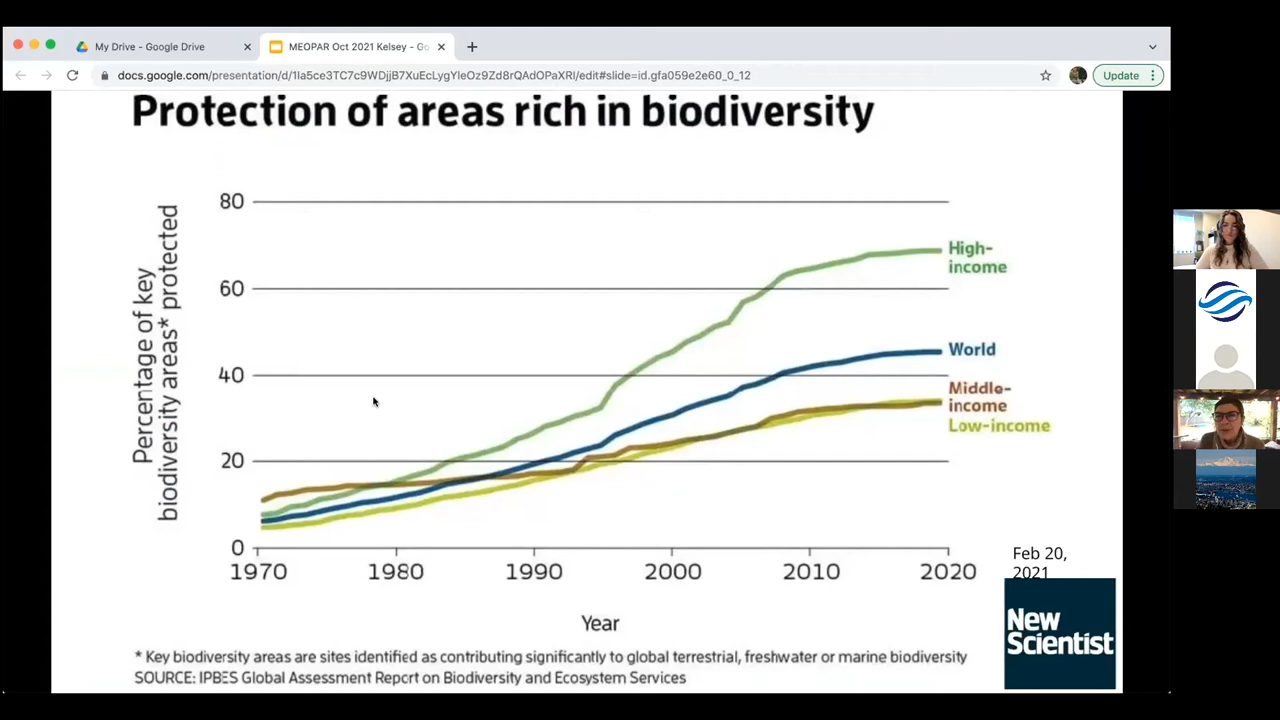 My Drive - Google Drive
MEOPAR Oct 2021 Kelsey - Go
docs.google.com/presentation/d/1Ia5ce3TC7c9WDjjB7XuEcLygYleOz9Zd8rQAdOPaXRI/edit#slide=id.gfa059e2e60_0_12
Update
Protection of areas rich in biodiversity
Percentage of key
biodiversity areas* protected
80
60
40
20
0
High-
income
World
Middle-
income
Low-income
1970
1980
1990
2000
2010
2020
Year
Feb 20,
2021
New
Scientist
* Key biodiversity areas are sites identified as contributing significantly to global terrestrial, freshwater or marine biodiversity
SOURCE: IPBES Global Assessment Report on Biodiversity and Ecosystem Services